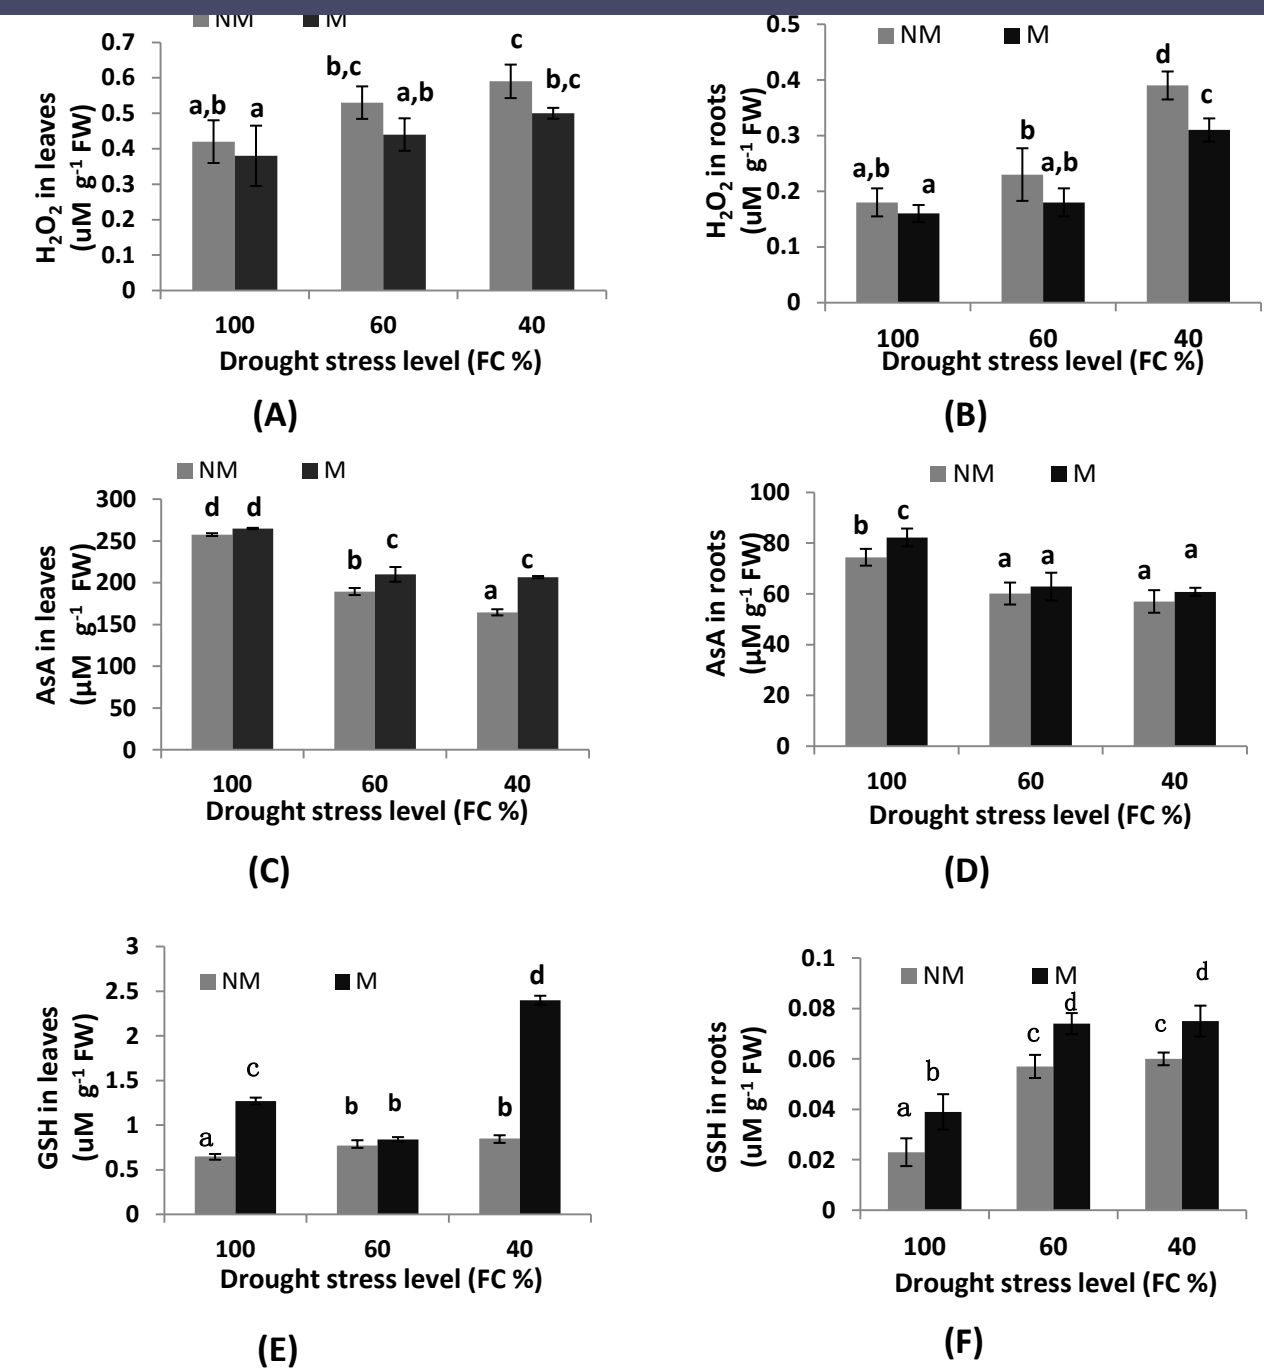 NM M
0.7
0.6
0.5
0.4
0.3
0.2
0.1
0
H₂O₂ in leaves
(uM g⁻¹ FW)
a,b a b,c a,b c b,c
100 60 40
Drought stress level (FC %)
(A)
NM M
0.5
0.4
0.3
0.2
0.1
0
H₂O₂ in roots
(uM g⁻¹ FW)
a,b a b a,b d c
100 60 40
Drought stress level (FC %)
(B)
NM M
300
250
200
150
100
50
0
AsA in leaves
(µM g⁻¹ FW)
d d b c a c
100 60 40
Drought stress level (FC %)
(C)
NM M
100
80
60
40
20
0
AsA in roots
(µM g⁻¹ FW)
b c a a a a
100 60 40
Drought stress level (FC %)
(D)
NM M
3
2.5
2
1.5
1
0.5
0
GSH in leaves
(uM g⁻¹ FW)
a c b b b d
100 60 40
Drought stress level (FC %)
(E)
NM M
0.1
0.08
0.06
0.04
0.02
0
GSH in roots
(uM g⁻¹ FW)
a b c d c d
100 60 40
Drought stress level (FC %)
(F)